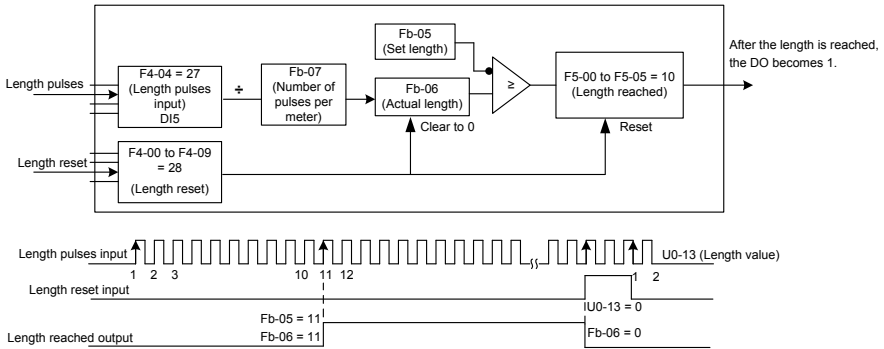 Length pulses
F4-04 = 27
(Length pulses
input)
DI5
÷
Fb-07
(Number of
pulses per
meter)
Fb-05
(Set length)
Fb-06
(Actual length)
Clear to 0
≥
F5-00 to F5-05 = 10
(Length reached)
Reset
After the length is reached,
the DO becomes 1.
Length reset
F4-00 to F4-09
= 28
(Length reset)
Length pulses input
U0-13 (Length value)
1 2 3 10 11 12 1 2
Length reset input
U0-13 = 0
Fb-05 = 11
Fb-06 = 11
Fb-06 = 0
Length reached output